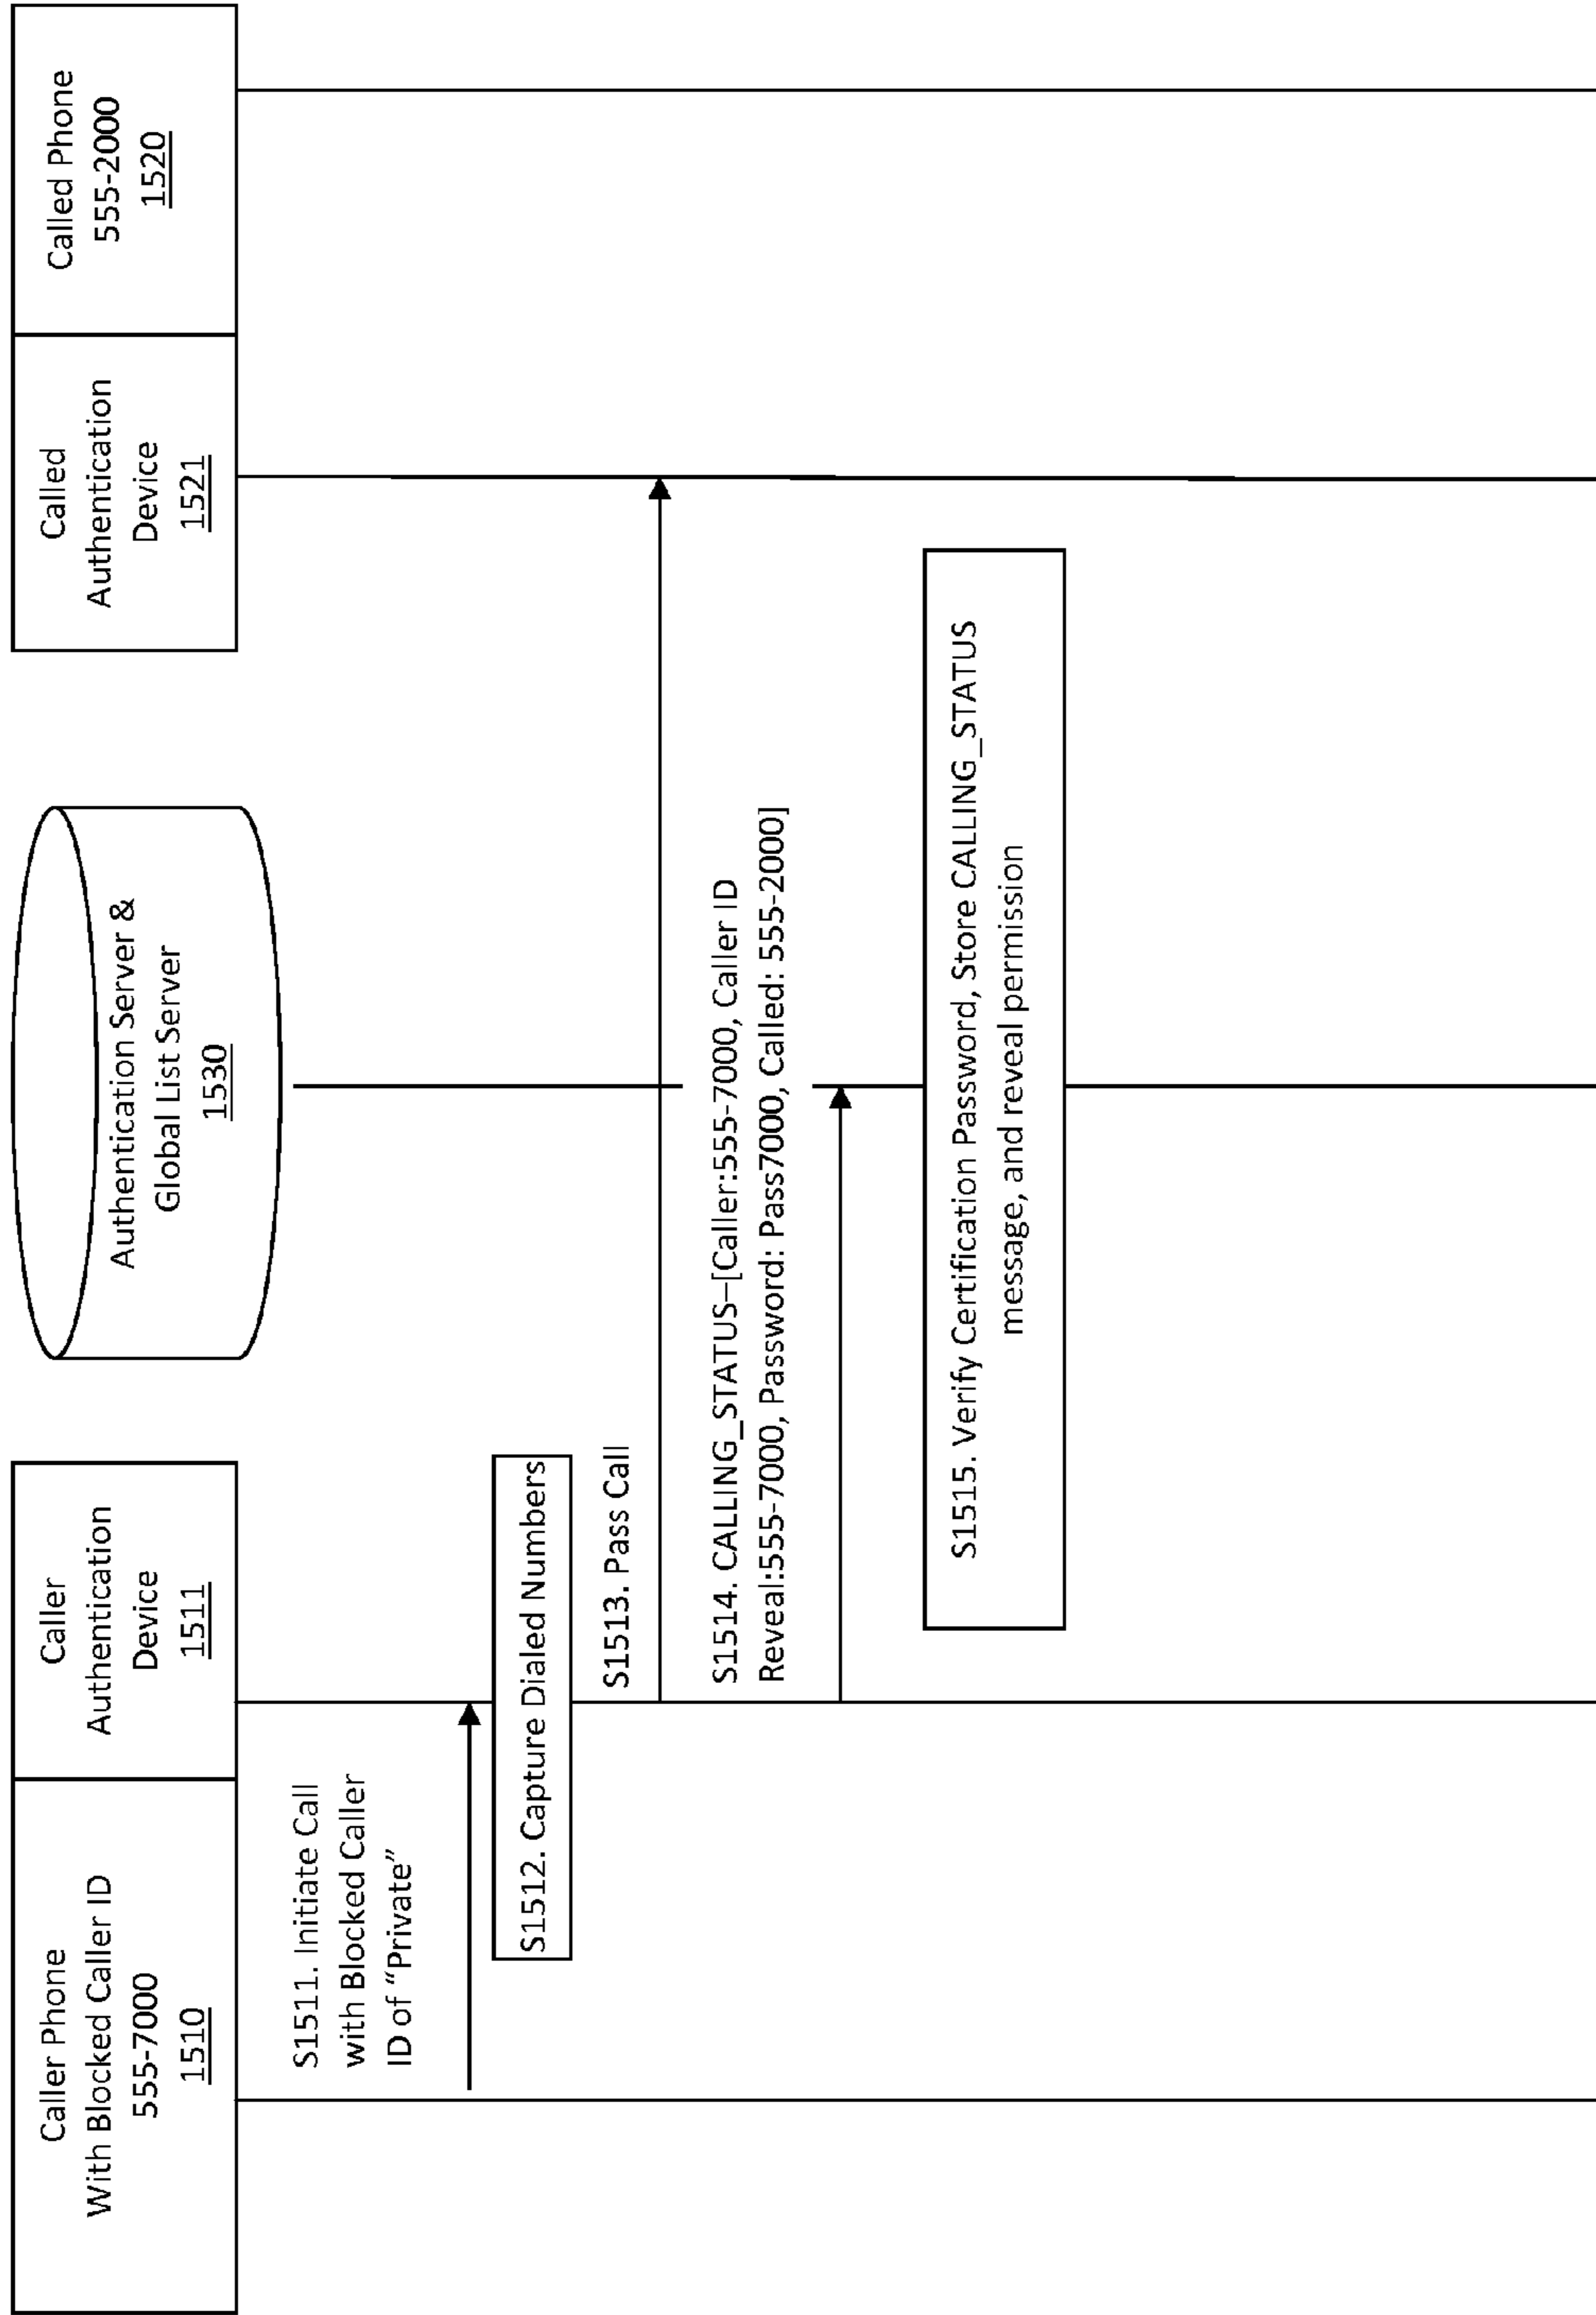 Caller Phone
With Blocked Caller ID
555-7000
1510
Caller
Authentication
Device
1511
Authentication Server &
Global List Server
1530
Called
Authentication
Device
1521
Called Phone
555-2000
1520
S1511. Initiate Call
with Blocked Caller
ID of “Private”
S1512. Capture Dialed Numbers
S1513. Pass Call
S1514. CALLING_STATUS–[Caller:555-7000, Caller ID
Reveal:555-7000, Password: Pass7000, Called: 555-2000]
S1515. Verify Certification Password, Store CALLING_STATUS
message, and reveal permission